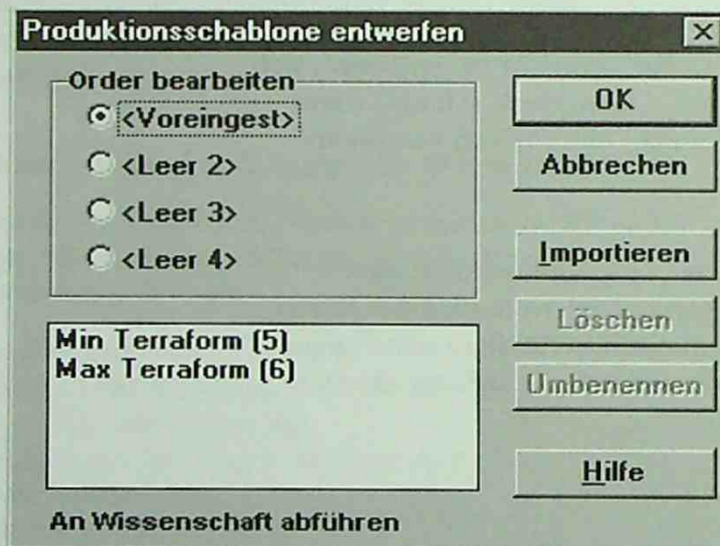 Produktionsschablone entwerfen
Order bearbeiten
<Voreingest>
<Leer 2>
<Leer 3>
<Leer 4>
OK
Abbrechen
Importieren
Löschen
Umbenennen
Hilfe
Min Terraform (5)
Max Terraform (6)
An Wissenschaft abführen